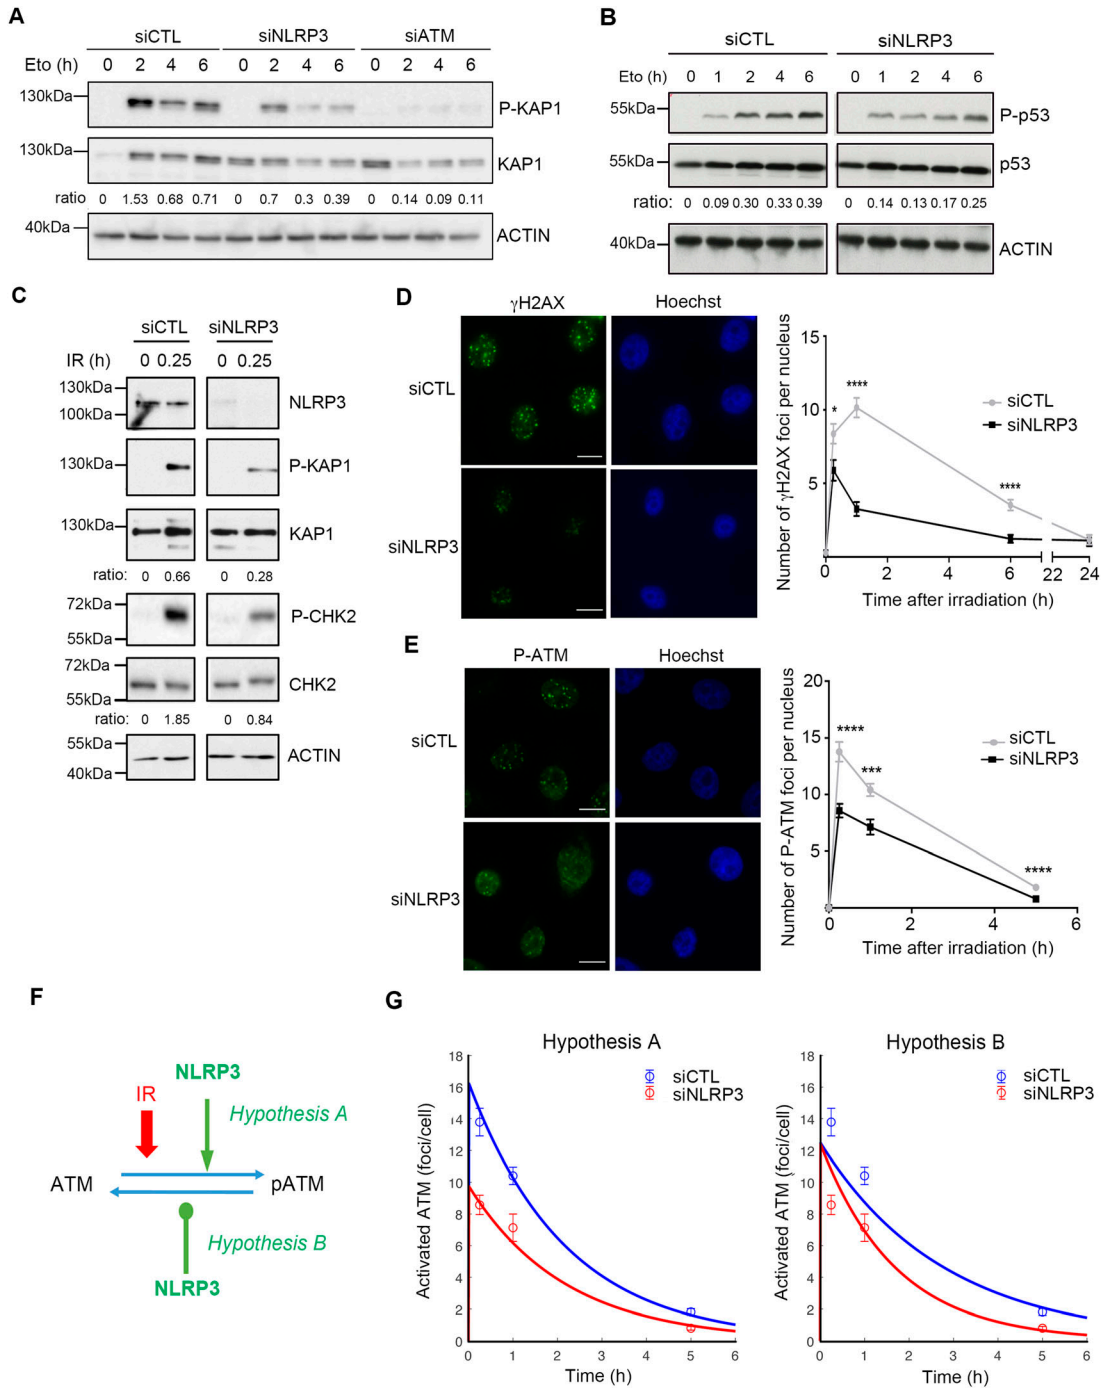 A
siCTL siNLRP3 siATM
Eto (h) 0 2 4 6 0 2 4 6 0 2 4 6
130kDa P-KAP1
130kDa KAP1
ratio 0 1.53 0.68 0.71 0 0.7 0.3 0.39 0 0.14 0.09 0.11
40kDa ACTIN
B
siCTL siNLRP3
Eto (h) 0 1 2 4 6 0 1 2 4 6
55kDa P-p53
55kDa p53
ratio: 0 0.09 0.30 0.33 0.39 0 0.14 0.13 0.17 0.25
40kDa ACTIN
C
siCTL siNLRP3
IR (h) 0 0.25 0 0.25
130kDa NLRP3
100kDa
130kDa P-KAP1
130kDa KAP1
ratio: 0 0.66 0 0.28
72kDa P-CHK2
55kDa
72kDa CHK2
55kDa
ratio: 0 1.85 0 0.84
55kDa ACTIN
40kDa
D
γH2AX Hoechst
siCTL
siNLRP3
Number of γH2AX foci per nucleus
15
10
5
* **** ****
siCTL
siNLRP3
0 2 4 6 22 24
Time after irradiation (h)
E
P-ATM Hoechst
siCTL
siNLRP3
Number of P-ATM foci per nucleus
20
15
10
5
0
**** *** ****
siCTL
siNLRP3
0 2 4 6
Time after irradiation (h)
F
NLRP3
IR
Hypothesis A
ATM pATM
Hypothesis B
NLRP3
G
Hypothesis A
siCTL
siNLRP3
Activated ATM (foci/cell)
18
16
14
12
10
8
6
4
2
0
0 1 2 3 4 5 6
Time (h)
Hypothesis B
siCTL
siNLRP3
Activated ATM (foci/cell)
18
16
14
12
10
8
6
4
2
0
0 1 2 3 4 5 6
Time (h)